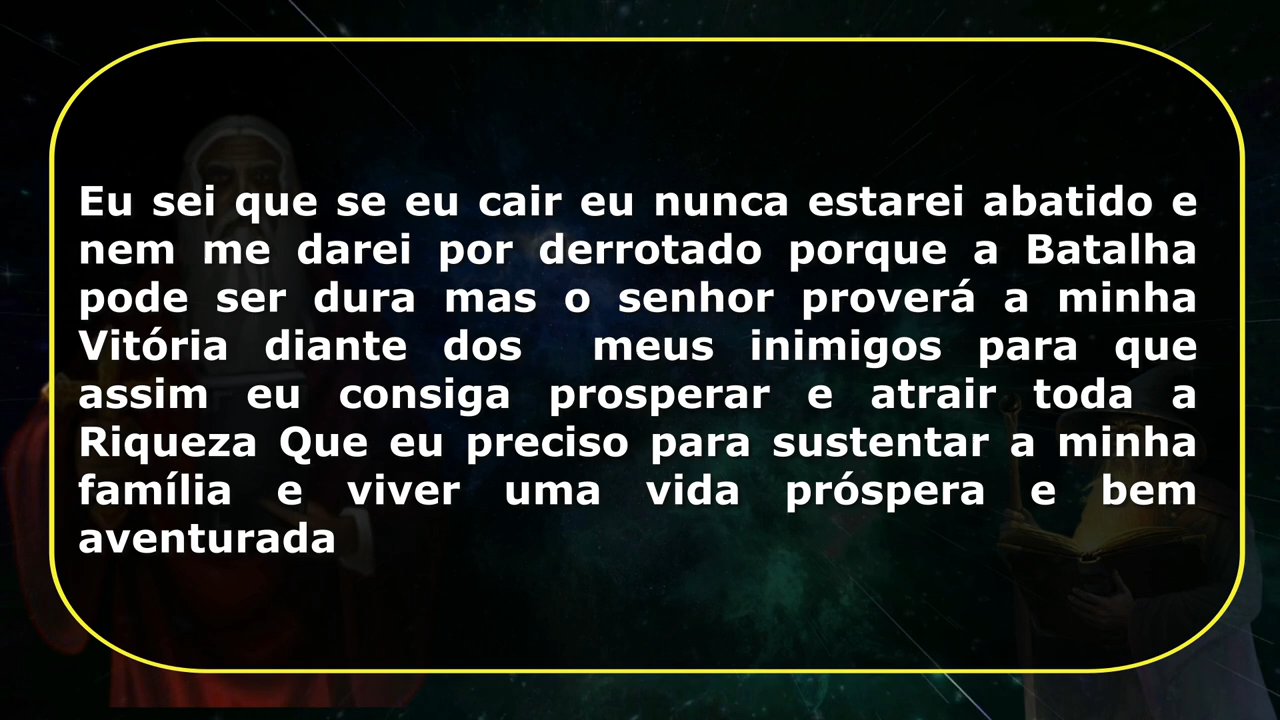 Eu sei que se eu cair eu nunca estarei abatido e
nem me darei por derrotado porque a Batalha
pode ser dura mas o senhor proverá a minha
Vitória diante dos meus inimigos para que
assim eu consiga prosperar e atrair toda a
Riqueza Que eu preciso para sustentar a minha
família e viver uma vida próspera e bem
aventurada